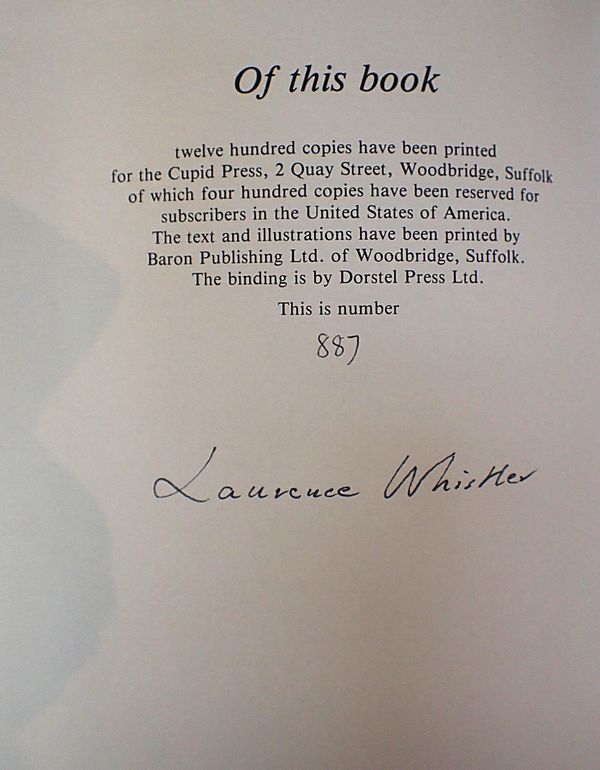 Of this book
twelve hundred copies have been printed
for the Cupid Press, 2 Quay Street, Woodbridge, Suffolk
of which four hundred copies have been reserved for
subscribers in the United States of America.
The text and illustrations have been printed by
Baron Publishing Ltd. of Woodbridge, Suffolk.
The binding is by Dorstel Press Ltd.
This is number
887
Laurence Whistler